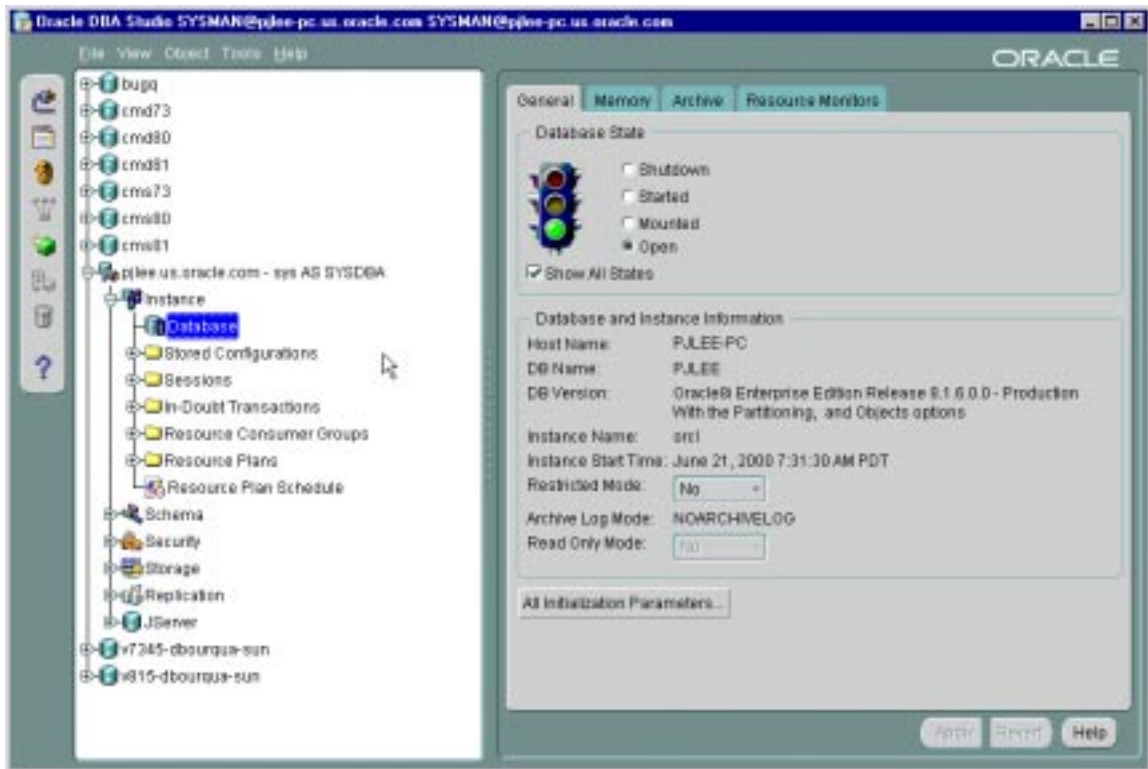 Oracle DBA Studio SYSMAN@pjlee-pc.us.oracle.com SYSMAN@pjlee-pc.us.oracle.com
File View Object Tools Help
ORACLE
bugq
cmd73
cmd80
cmd81
cms73
cms80
cms81
pjlee.us.oracle.com - sys AS SYSDBA
Instance
Database
Stored Configurations
Sessions
In-Doubt Transactions
Resource Consumer Groups
Resource Plans
Resource Plan Schedule
Schema
Security
Storage
Replication
JServer
v7345-dbourqua-sun
v815-dbourqua-sun
General Memory Archive Resource Monitors
Database State
Shutdown
Started
Mounted
Open
Show All States
Database and Instance Information
Host Name: PJLEE-PC
DB Name: PJLEE
DB Version: Oracle8i Enterprise Edition Release 8.1.6.0.0 - Production
With the Partitioning, and Objects options
Instance Name: orcl
Instance Start Time: June 21, 2000 7:31:30 AM PDT
Restricted Mode: No
Archive Log Mode: NOARCHIVELOG
Read Only Mode: No
All Initialization Parameters...
Apply Revert Help